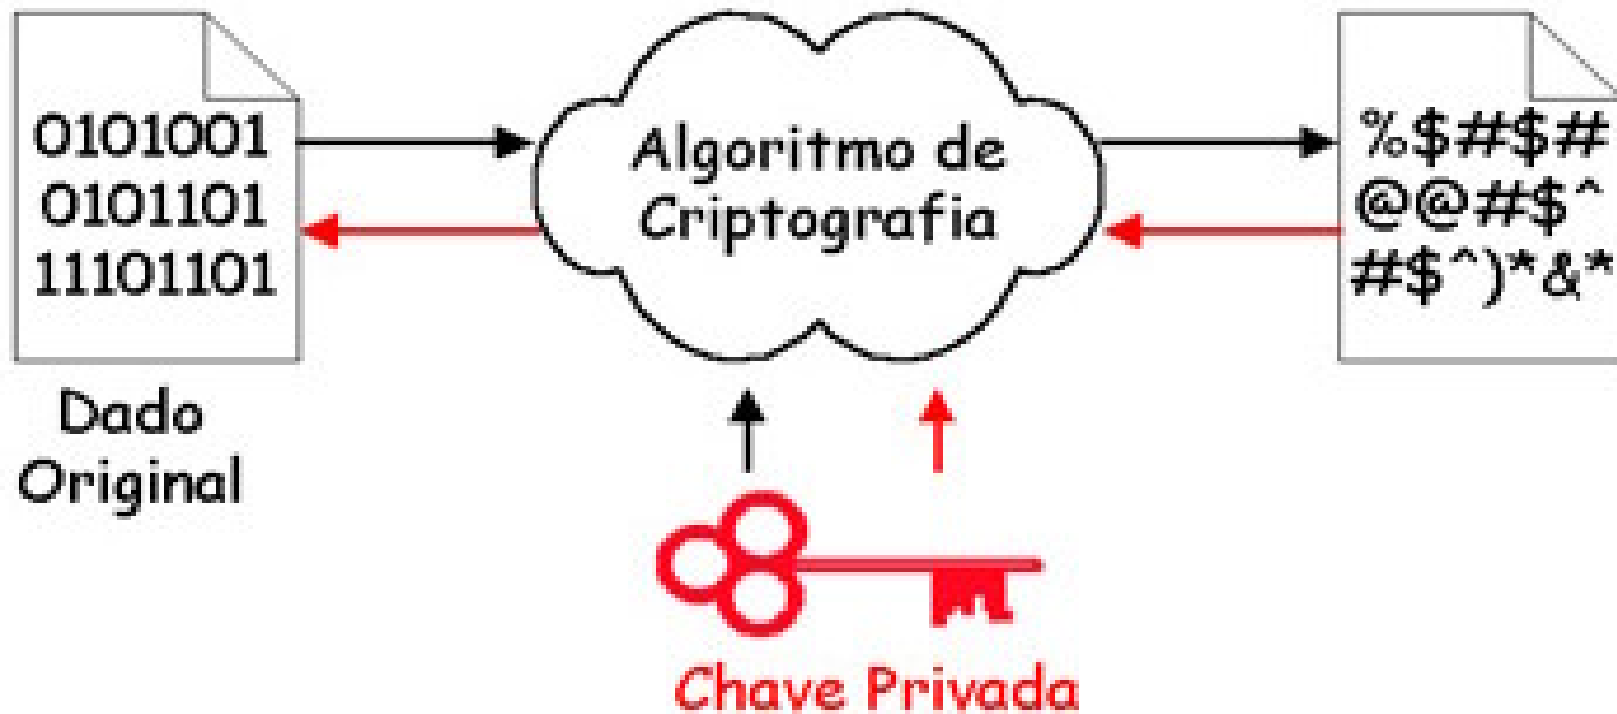 0101001
0101101
11101101
Dado
Original
Algoritmo de
Criptografia
%$#$#
@@#$^
#$^)*&*
Chave Privada